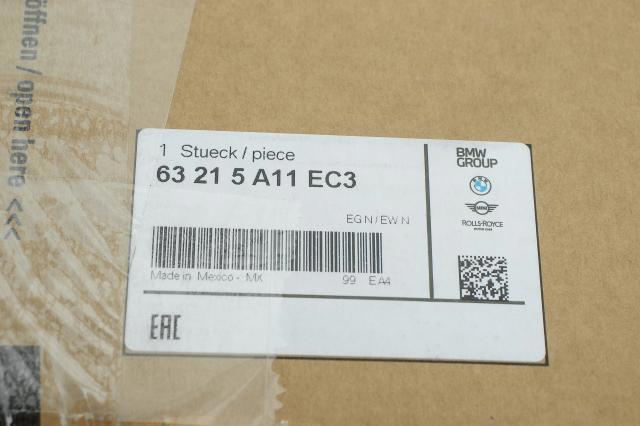 öffnen / open here <<<
1 Stueck / piece
63 21 5 A11 EC3
EG N / EW N
Made in Mexico - MX 99 EA4
EAC
BMW
GROUP
MINI
ROLLS-ROYCE